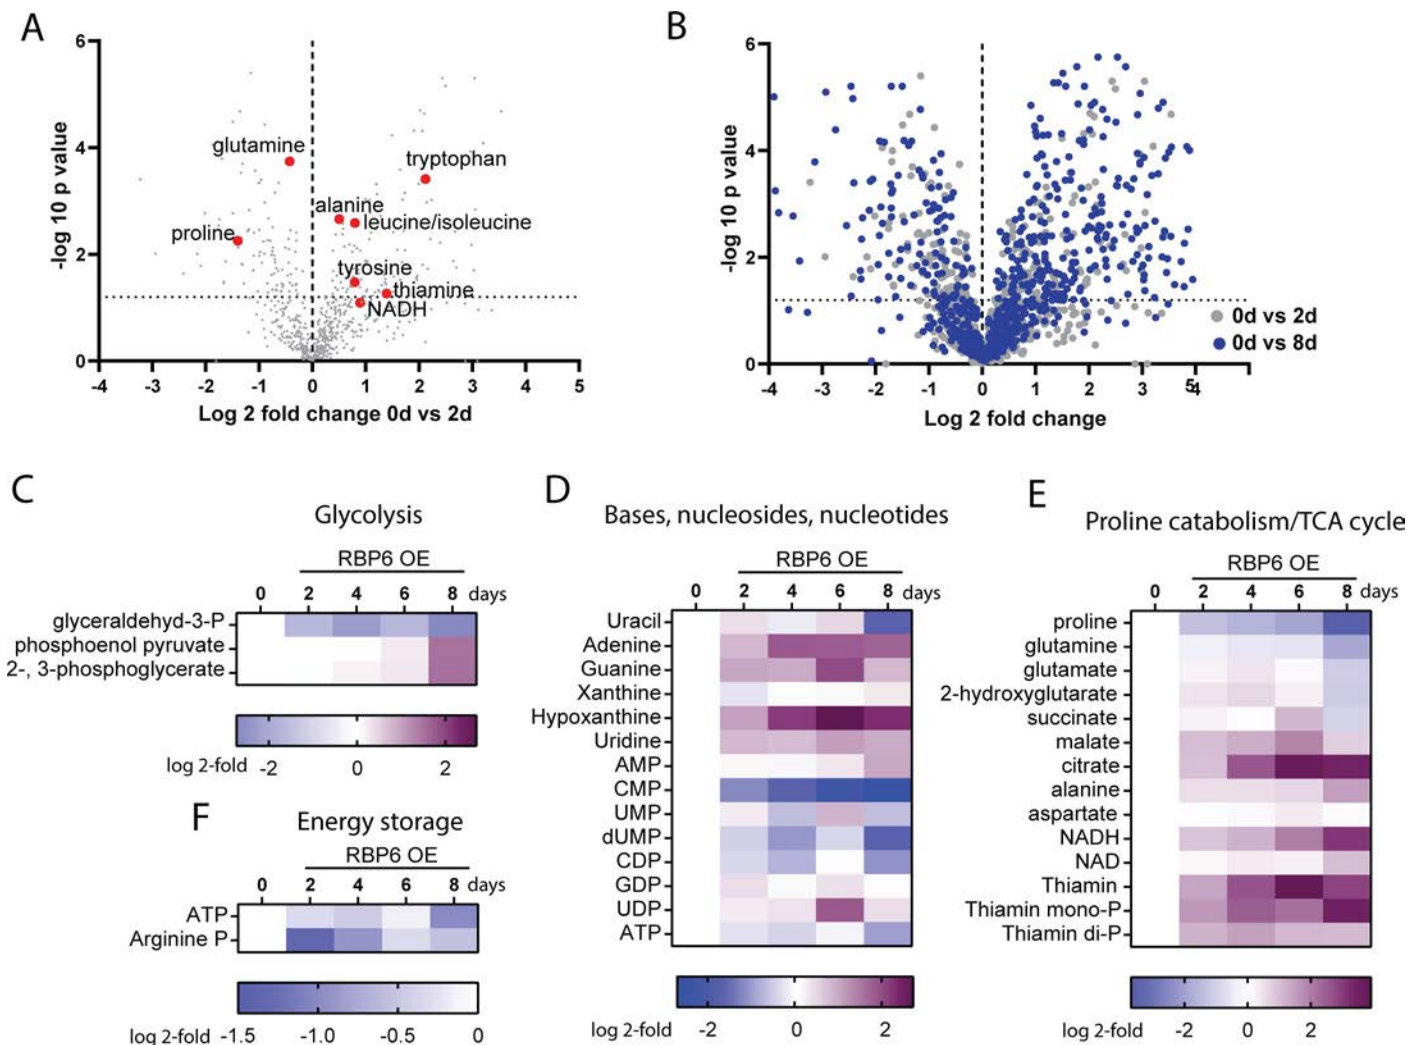 A
6
4
2
0
-log 10 p value
glutamine
tryptophan
alanine
leucine/isoleucine
proline
tyrosine
thiamine
NADH
-4 -3 -2 -1 0 1 2 3 4 5
Log 2 fold change 0d vs 2d
B
6
4
2
0
-log 10 p value
0d vs 2d
0d vs 8d
-4 -3 -2 -1 0 1 2 3 5 4
Log 2 fold change
C
Glycolysis
RBP6 OE
0 2 4 6 8 days
glyceraldehyd-3-P
phosphoenol pyruvate
2-, 3-phosphoglycerate
log 2-fold -2 0 2
F
Energy storage
RBP6 OE
0 2 4 6 8 days
ATP
Arginine P
log 2-fold -1.5 -1.0 -0.5 0
D
Bases, nucleosides, nucleotides
RBP6 OE
0 2 4 6 8 days
Uracil
Adenine
Guanine
Xanthine
Hypoxanthine
Uridine
AMP
CMP
UMP
dUMP
CDP
GDP
UDP
ATP
log 2-fold -2 0 2
E
Proline catabolism/TCA cycle
RBP6 OE
0 2 4 6 8 days
proline
glutamine
glutamate
2-hydroxyglutarate
succinate
malate
citrate
alanine
aspartate
NADH
NAD
Thiamin
Thiamin mono-P
Thiamin di-P
log 2-fold -2 0 2